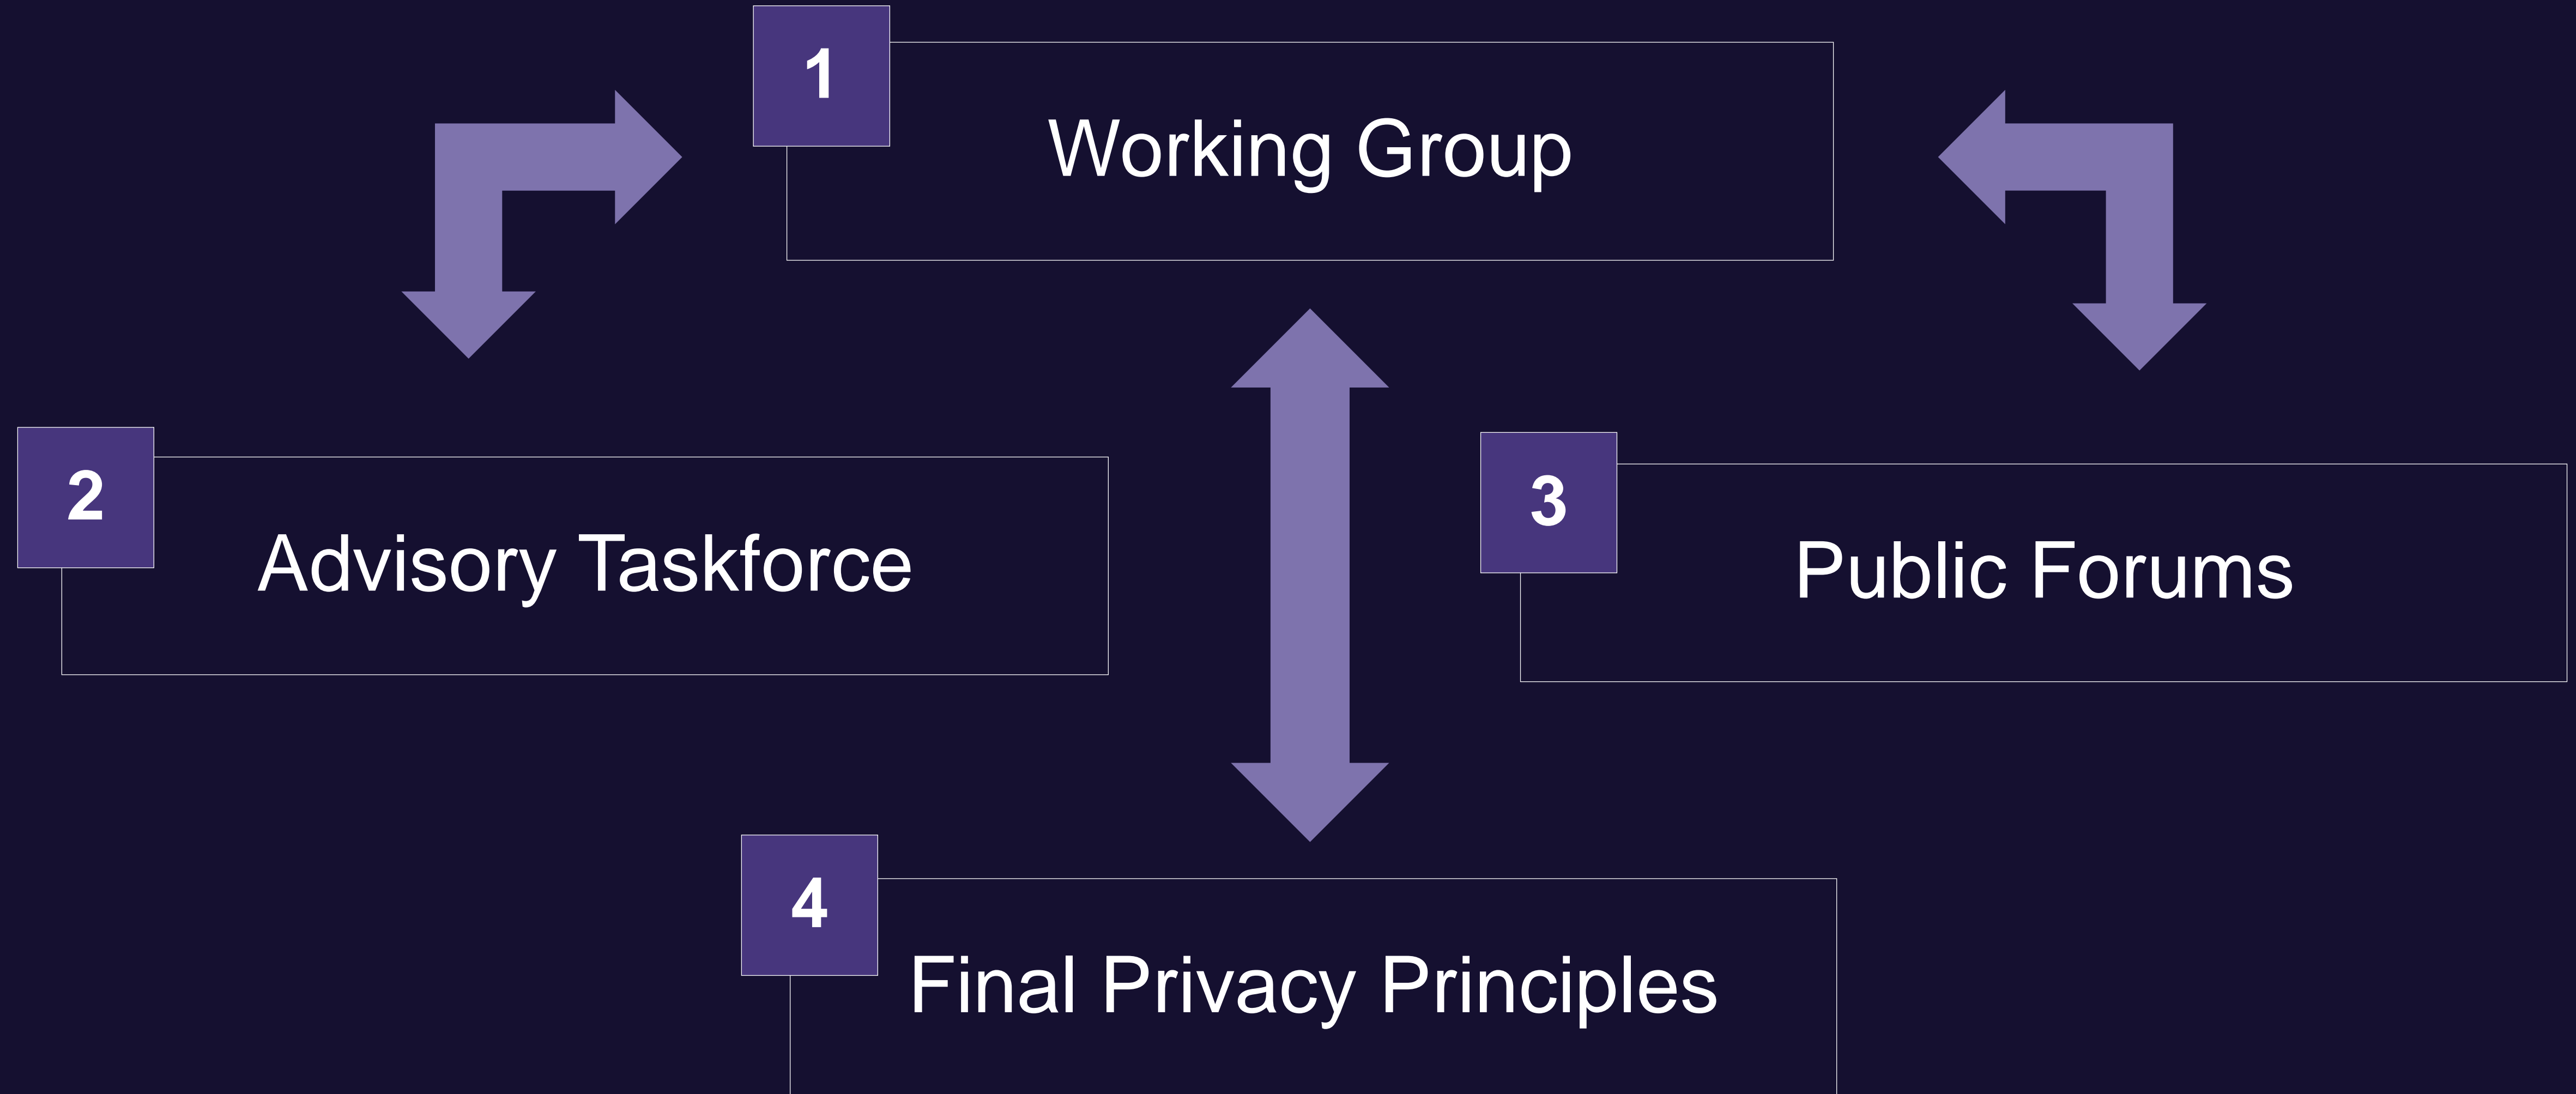 1
Working Group
2
Advisory Taskforce
3
Public Forums
4
Final Privacy Principles